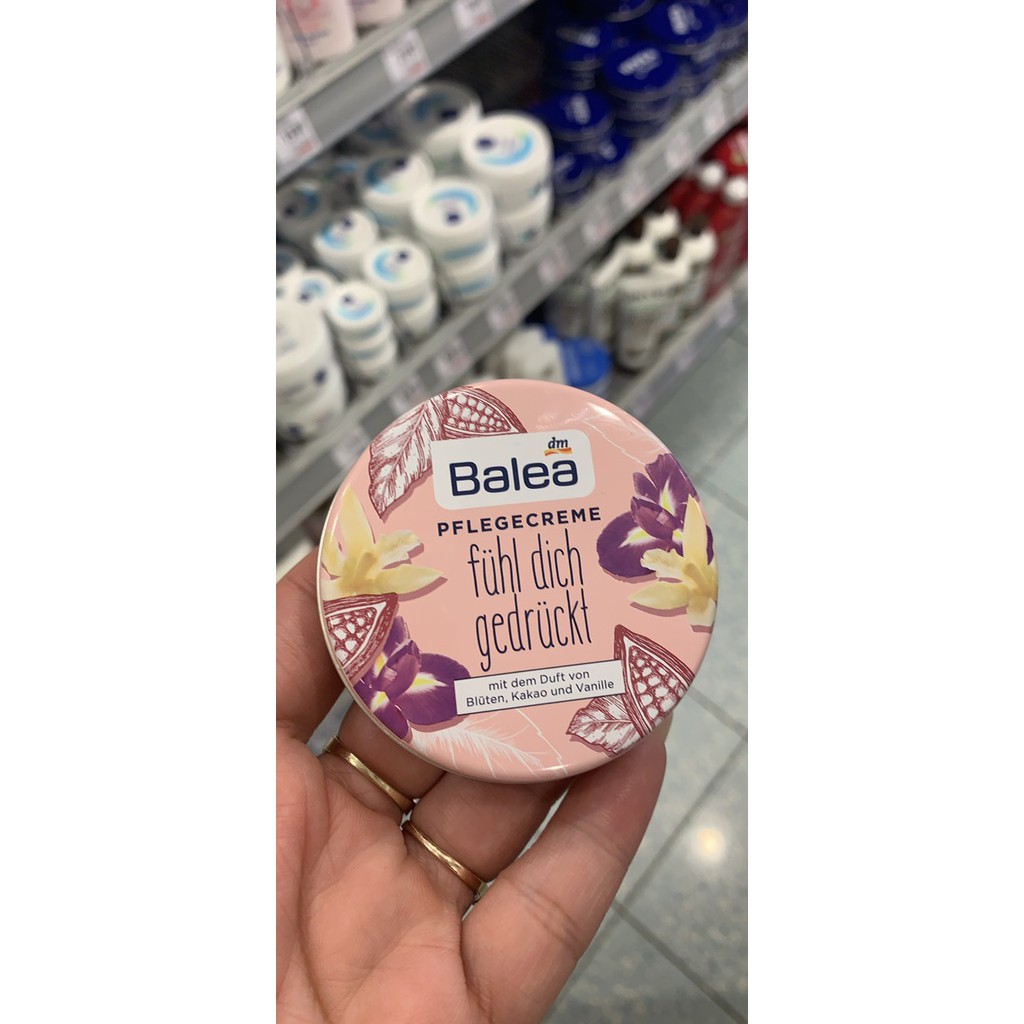 dm
Balea
PFLEGECREME
fühl dich
gedrückt
mit dem Duft von
Blüten, Kakao und Vanille